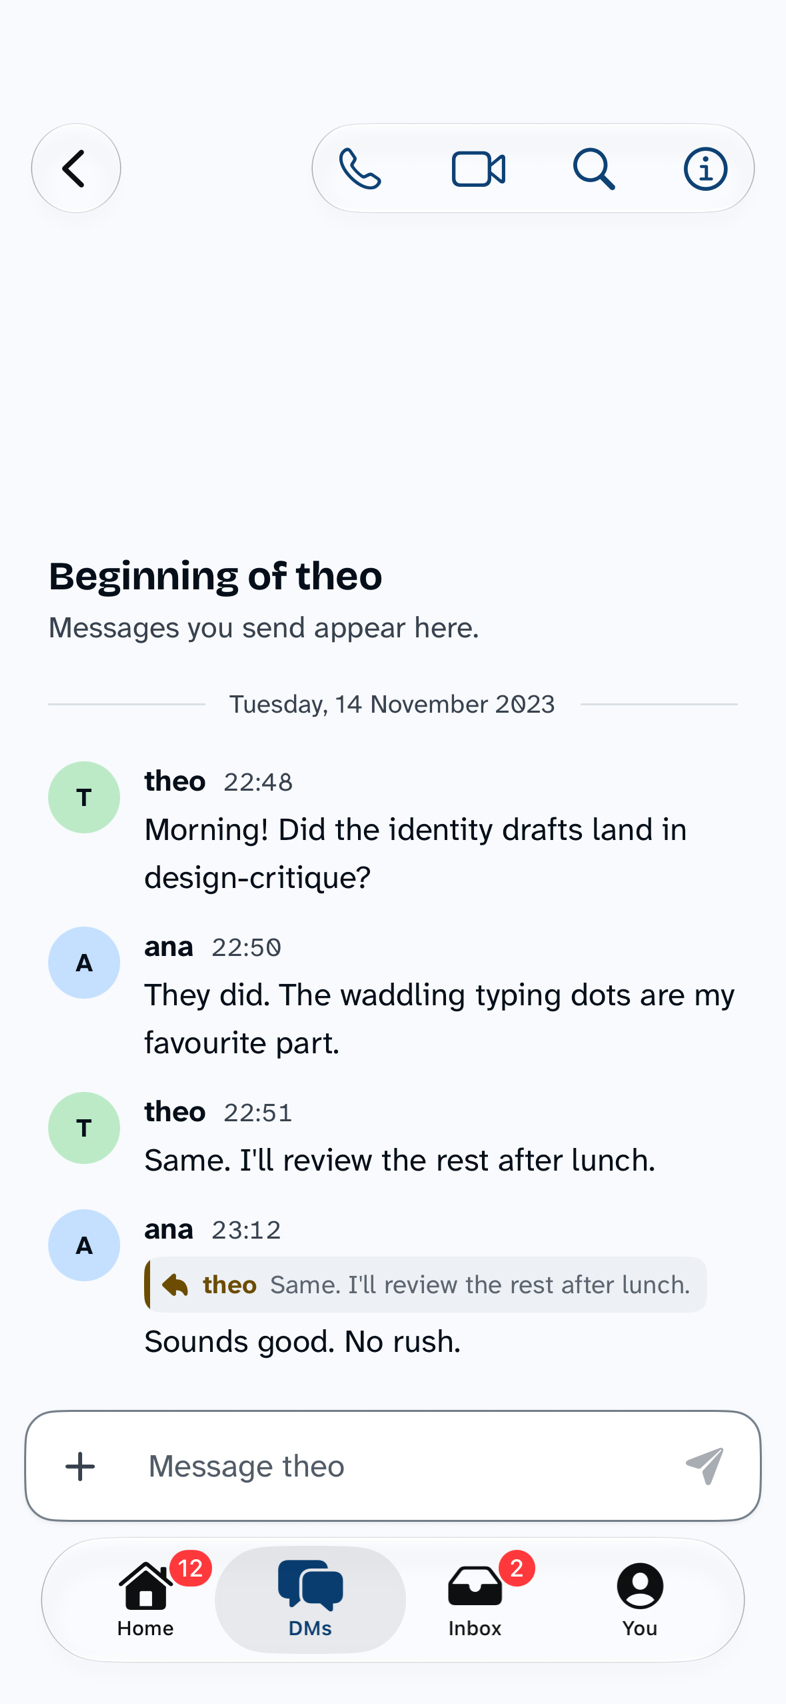 Beginning of theo
Messages you send appear here.
Tuesday, 14 November 2023
T
theo 22:48
Morning! Did the identity drafts land in
design-critique?
A
ana 22:50
They did. The waddling typing dots are my
favourite part.
T
theo 22:51
Same. I'll review the rest after lunch.
A
ana 23:12
theo Same. I'll review the rest after lunch.
Sounds good. No rush.
Message theo
12
2
Home DMs Inbox You